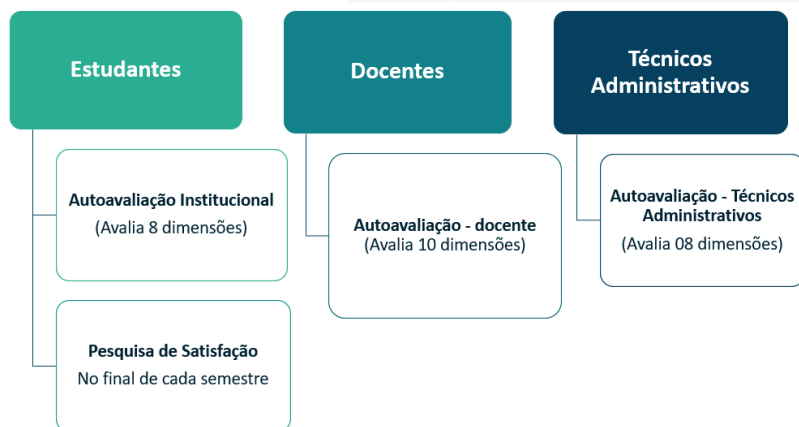 Estudantes
Autoavaliação Institucional
(Avalia 8 dimensões)
Pesquisa de Satisfação
No final de cada semestre
Docentes
Autoavaliação - docente
(Avalia 10 dimensões)
Técnicos
Administrativos
Autoavaliação - Técnicos
Administrativos
(Avalia 08 dimensões)